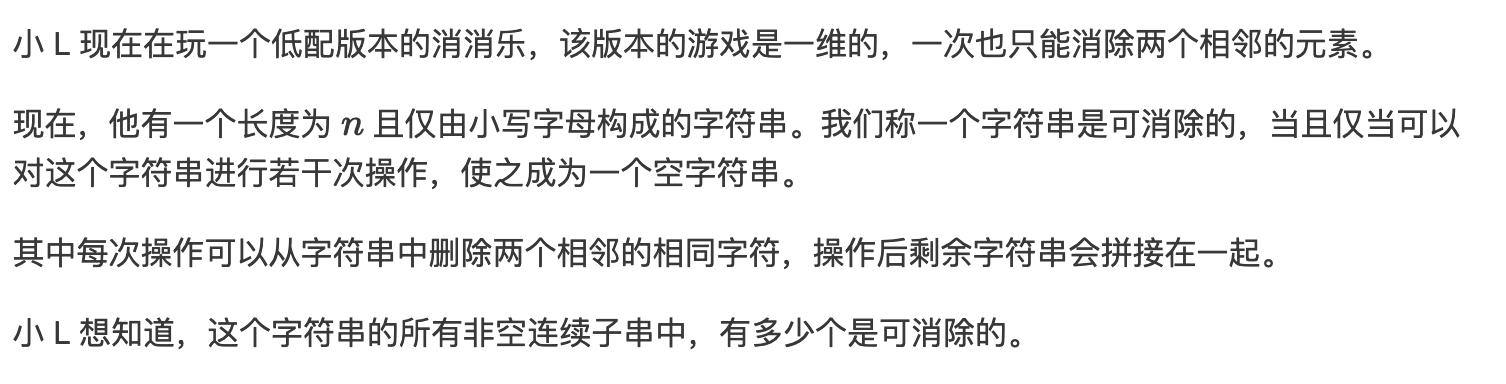 小 L 现在在玩一个低配版本的消消乐，该版本的游戏是一维的，一次也只能消除两个相邻的元素。
现在，他有一个长度为 n 且仅由小写字母构成的字符串。我们称一个字符串是可消除的，当且仅当可以
对这个字符串进行若干次操作，使之成为一个空字符串。
其中每次操作可以从字符串中删除两个相邻的相同字符，操作后剩余字符串会拼接在一起。
小 L 想知道，这个字符串的所有非空连续子串中，有多少个是可消除的。